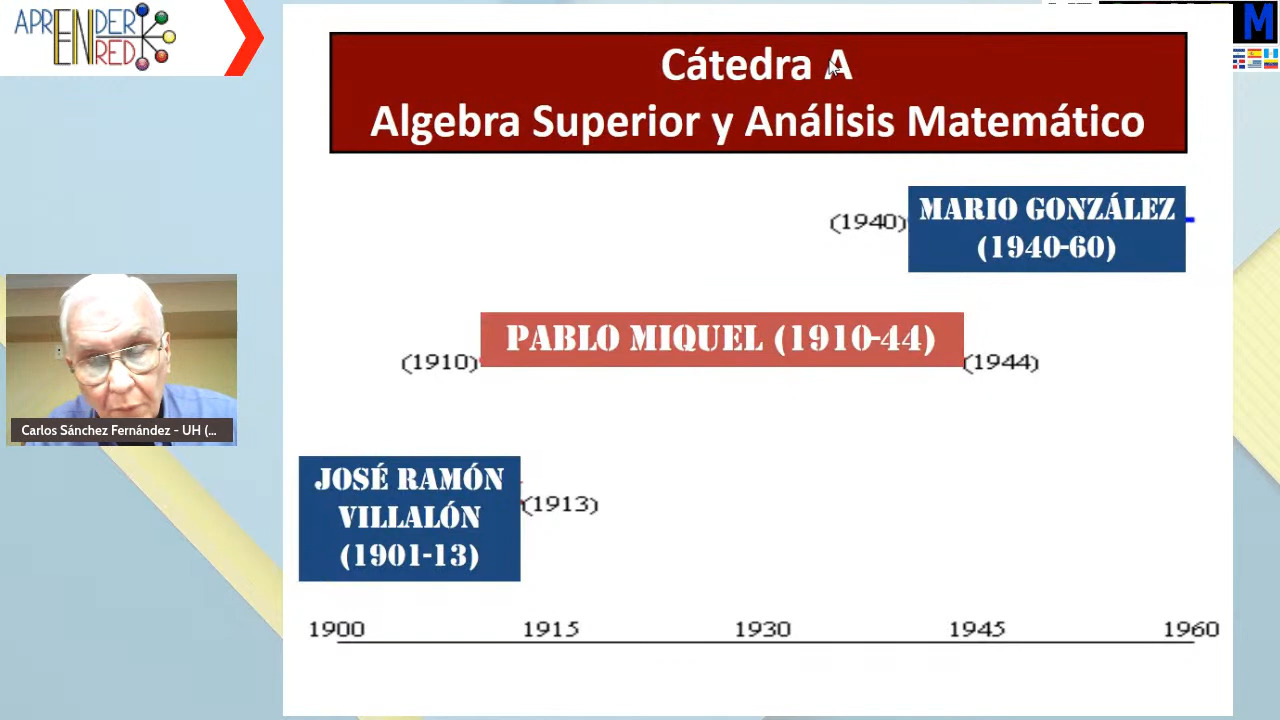 APRENDER
EN RED
M
Cátedra A
Algebra Superior y Análisis Matemático
(1940)
MARIO GONZÁLEZ
(1940-60)
PABLO MIQUEL (1910-44)
(1910)
(1944)
JOSÉ RAMÓN
VILLALÓN
(1901-13)
(1913)
Carlos Sánchez Fernández - UH (...
1900 1915 1930 1945 1960